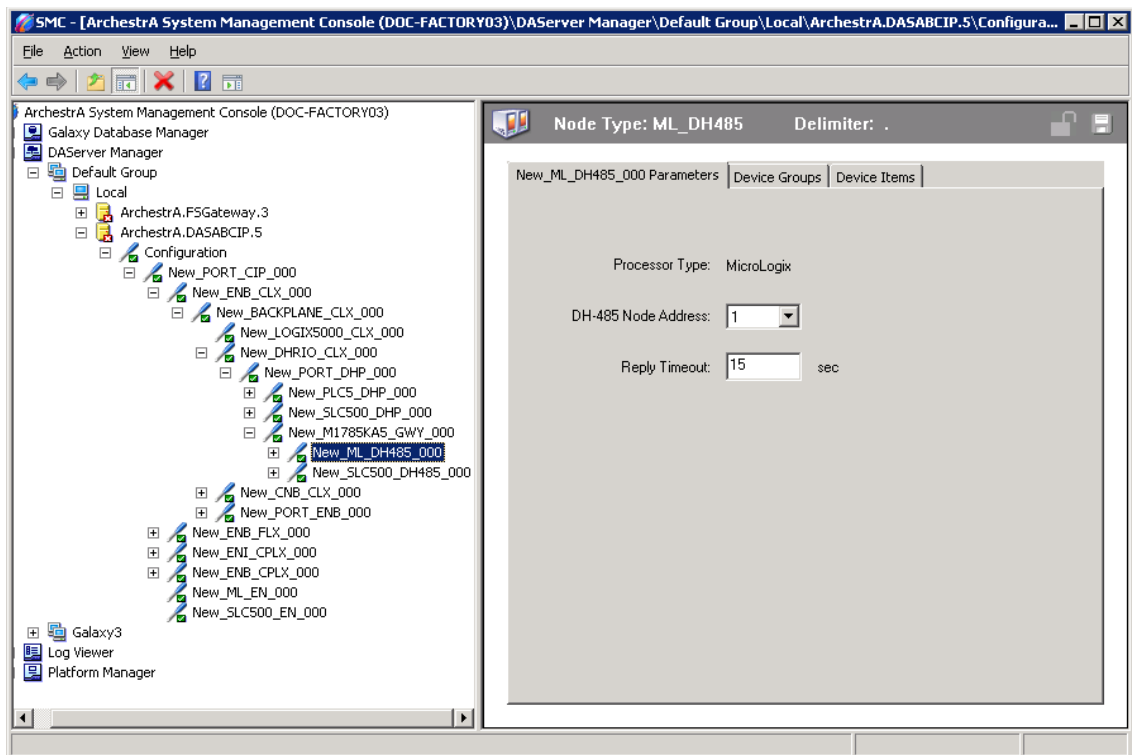 SMC - [ArchestrA System Management Console (DOC-FACTORY03)\DAServer Manager\Default Group\Local\ArchestrA.DASABCIP.5\Configura...
File Action View Help
ArchestrA System Management Console (DOC-FACTORY03)
Galaxy Database Manager
DAServer Manager
Default Group
Local
ArchestrA.FSGateway.3
ArchestrA.DASABCIP.5
Configuration
New_PORT_CIP_000
New_ENB_CLX_000
New_BACKPLANE_CLX_000
New_LOGIX5000_CLX_000
New_DHRIO_CLX_000
New_PORT_DHP_000
New_PLC5_DHP_000
New_SLC500_DHP_000
New_M1785KA5_GWY_000
New_ML_DH485_000
New_SLC500_DH485_000
New_CNB_CLX_000
New_PORT_ENB_000
New_ENB_FLX_000
New_ENI_CPLX_000
New_ENB_CPLX_000
New_ML_EN_000
New_SLC500_EN_000
Galaxy3
Log Viewer
Platform Manager
Node Type: ML_DH485 Delimiter: .
New_ML_DH485_000 Parameters Device Groups Device Items
Processor Type: MicroLogix
DH-485 Node Address: 1
Reply Timeout: 15 sec